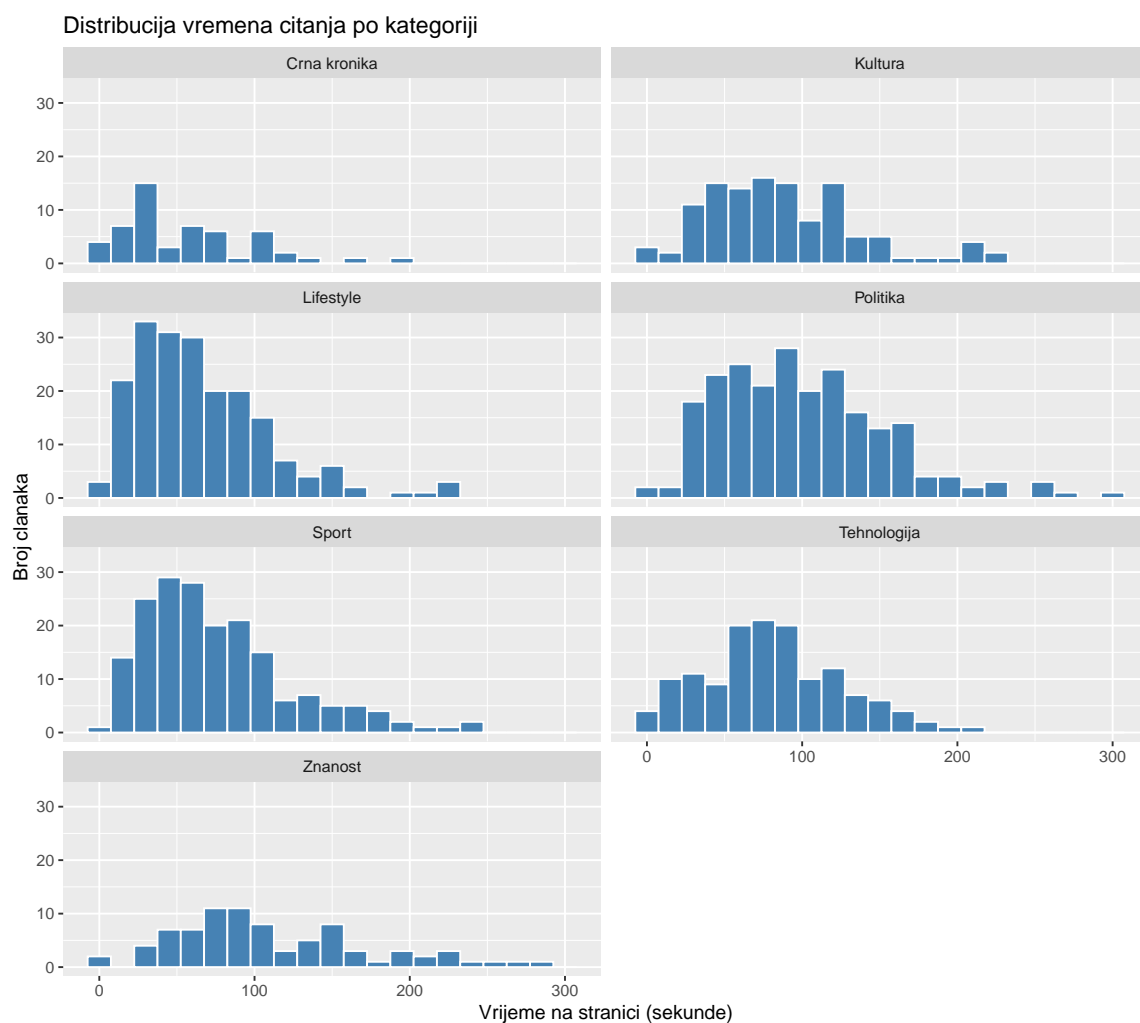 Distribucija vremena citanja po kategoriji
Crna kronika
Kultura
30
20
10
0
Lifestyle
Politika
30
20
10
0
Sport
Tehnologija
30
20
10
0
0 100 200 300
Znanost
30
20
10
0
0 100 200 300
Broj clanaka
Vrijeme na stranici (sekunde)